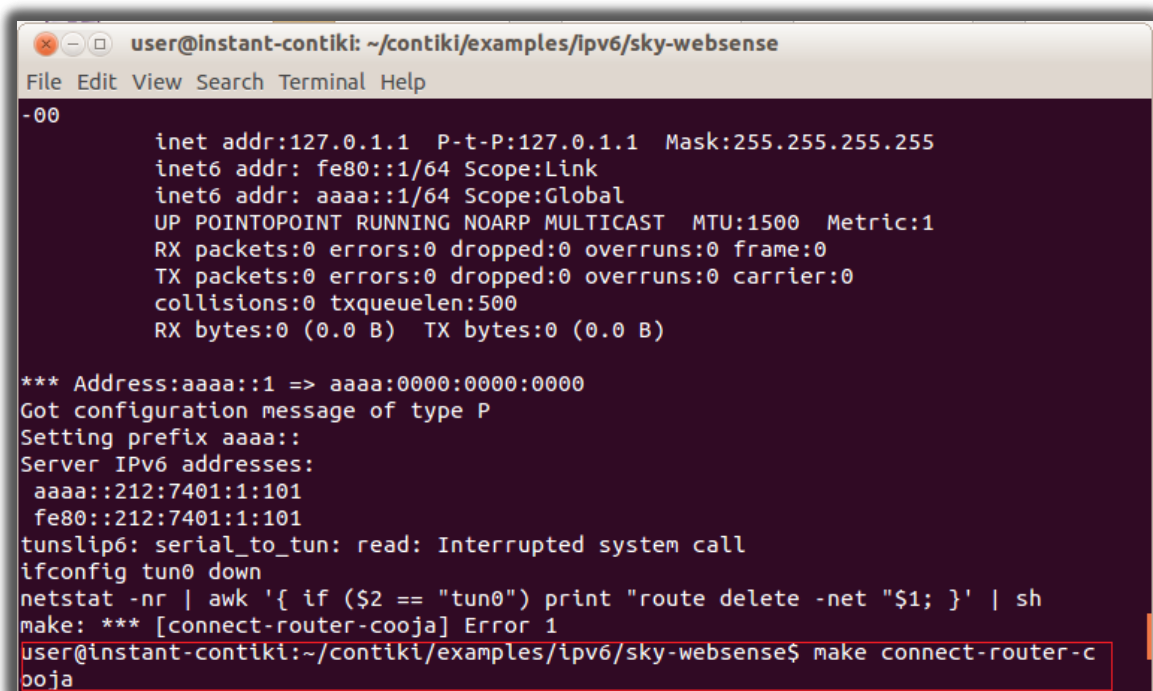 user@instant-contiki: ~/contiki/examples/ipv6/sky-websense
File Edit View Search Terminal Help
-00
inet addr:127.0.1.1 P-t-P:127.0.1.1 Mask:255.255.255.255
inet6 addr: fe80::1/64 Scope:Link
inet6 addr: aaaa::1/64 Scope:Global
UP POINTOPOINT RUNNING NOARP MULTICAST MTU:1500 Metric:1
RX packets:0 errors:0 dropped:0 overruns:0 frame:0
TX packets:0 errors:0 dropped:0 overruns:0 carrier:0
collisions:0 txqueuelen:500
RX bytes:0 (0.0 B) TX bytes:0 (0.0 B)
*** Address:aaaa::1 => aaaa:0000:0000:0000
Got configuration message of type P
Setting prefix aaaa::
Server IPv6 addresses:
aaaa::212:7401:1:101
fe80::212:7401:1:101
tunslip6: serial_to_tun: read: Interrupted system call
ifconfig tun0 down
netstat -nr | awk '{ if ($2 == "tun0") print "route delete -net "$1; }' | sh
make: *** [connect-router-cooja] Error 1
user@instant-contiki:~/contiki/examples/ipv6/sky-websense$ make connect-router-c
ooja